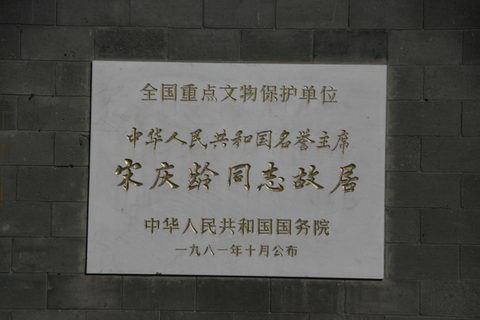 全国重点文物保护单位
中华人民共和国名誉主席
宋庆龄同志故居
中华人民共和国国务院
一九八一年十月公布